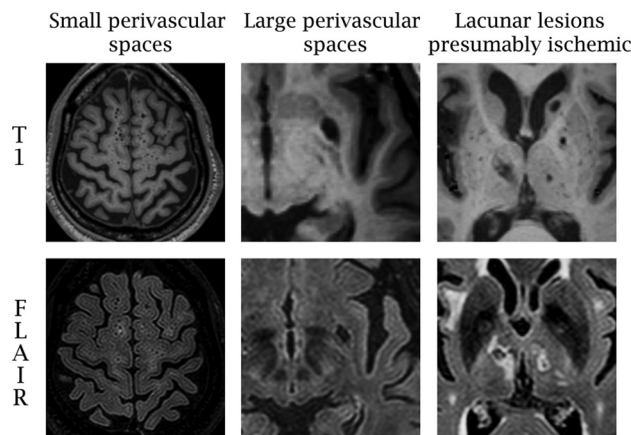 Small perivascular
spaces
Large perivascular
spaces
Lacunar lesions
presumably ischemic
T
1
F
L
A
I
R